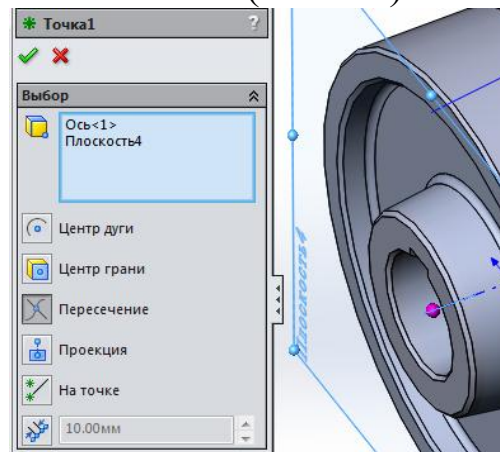 Точка1 ?
Выбор
Ось<1>
Плоскость4
Центр дуги
Центр грани
Пересечение
Проекция
На точке
10.00мм
Плоскость4